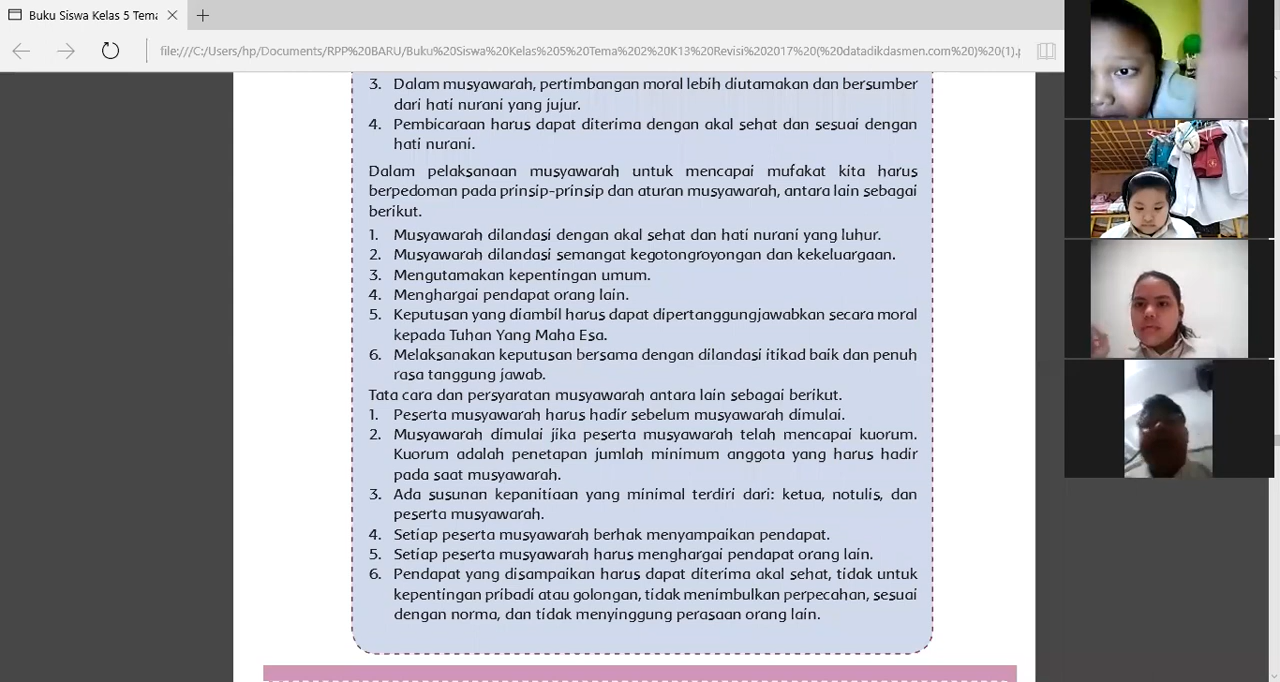 Buku Siswa Kelas 5 Tema
file:///C:/Users/hp/Documents/RPP%20BARU/Buku%20Siswa%20Kelas%205%20Tema%202%20K13%20Revisi%202017%20(%20datadikdasmen.com%20)%20(1).p
3. Dalam musyawarah, pertimbangan moral lebih diutamakan dan bersumber
dari hati nurani yang jujur.
4. Pembicaraan harus dapat diterima dengan akal sehat dan sesuai dengan
hati nurani.
Dalam pelaksanaan musyawarah untuk mencapai mufakat kita harus
berpedoman pada prinsip-prinsip dan aturan musyawarah, antara lain sebagai
berikut.
1. Musyawarah dilandasi dengan akal sehat dan hati nurani yang luhur.
2. Musyawarah dilandasi semangat kegotongroyongan dan kekeluargaan.
3. Mengutamakan kepentingan umum.
4. Menghargai pendapat orang lain.
5. Keputusan yang diambil harus dapat dipertanggungjawabkan secara moral
kepada Tuhan Yang Maha Esa.
6. Melaksanakan keputusan bersama dengan dilandasi itikad baik dan penuh
rasa tanggung jawab.
Tata cara dan persyaratan musyawarah antara lain sebagai berikut.
1. Peserta musyawarah harus hadir sebelum musyawarah dimulai.
2. Musyawarah dimulai jika peserta musyawarah telah mencapai kuorum.
Kuorum adalah penetapan jumlah minimum anggota yang harus hadir
pada saat musyawarah.
3. Ada susunan kepanitiaan yang minimal terdiri dari: ketua, notulis, dan
peserta musyawarah.
4. Setiap peserta musyawarah berhak menyampaikan pendapat.
5. Setiap peserta musyawarah harus menghargai pendapat orang lain.
6. Pendapat yang disampaikan harus dapat diterima akal sehat, tidak untuk
kepentingan pribadi atau golongan, tidak menimbulkan perpecahan, sesuai
dengan norma, dan tidak menyinggung perasaan orang lain.